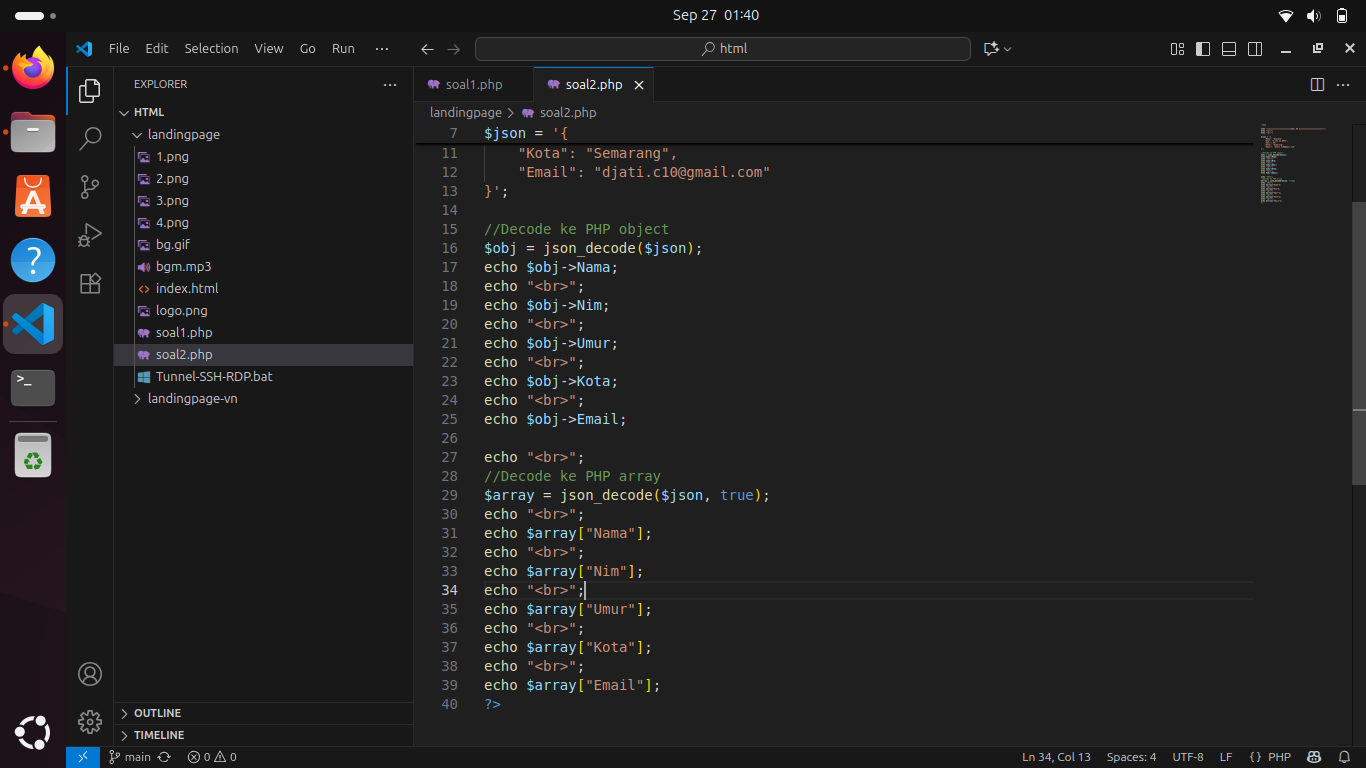 Sep 27 01:40
File Edit Selection View Go Run ···
html
EXPLORER ···
soal1.php
soal2.php
HTML
landingpage
1.png
2.png
3.png
4.png
bg.gif
bgm.mp3
index.html
logo.png
soal1.php
soal2.php
Tunnel-SSH-RDP.bat
landingpage-vn
OUTLINE
TIMELINE
landingpage > soal2.php
7 $json = '{
11 "Kota": "Semarang",
12 "Email": "djati.c10@gmail.com"
13 }';
14
15 //Decode ke PHP object
16 $obj = json_decode($json);
17 echo $obj->Nama;
18 echo "<br>";
19 echo $obj->Nim;
20 echo "<br>";
21 echo $obj->Umur;
22 echo "<br>";
23 echo $obj->Kota;
24 echo "<br>";
25 echo $obj->Email;
26
27 echo "<br>";
28 //Decode ke PHP array
29 $array = json_decode($json, true);
30 echo "<br>";
31 echo $array["Nama"];
32 echo "<br>";
33 echo $array["Nim"];
34 echo "<br>";
35 echo $array["Umur"];
36 echo "<br>";
37 echo $array["Kota"];
38 echo "<br>";
39 echo $array["Email"];
40 ?>
main 0 0 Ln 34, Col 13 Spaces: 4 UTF-8 LF { } PHP